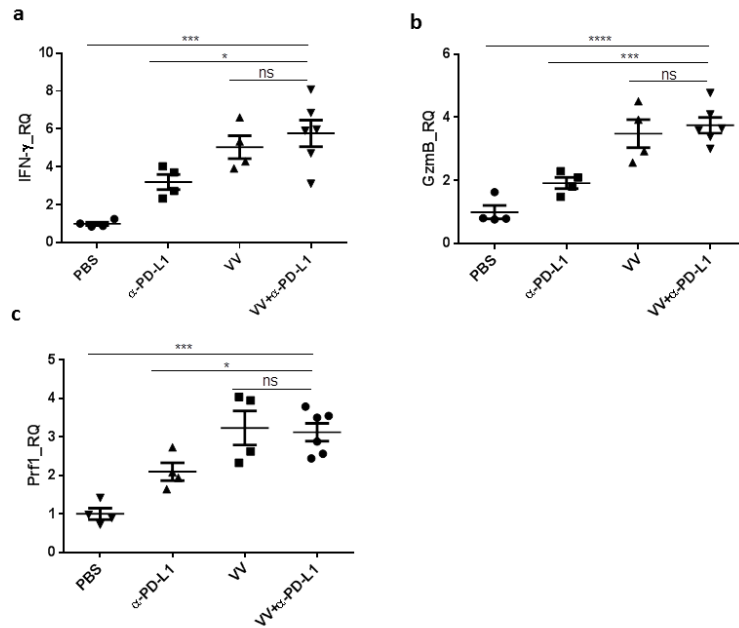 a
***
*
ns
10
8
6
4
2
0
IFN-γ_RQ
PBS
α-PD-L1
VV
VV+α-PD-L1
b
****
***
ns
6
4
2
0
GzmB_RQ
PBS
α-PD-L1
VV
VV+α-PD-L1
c
***
*
ns
5
4
3
2
1
0
Prf1_RQ
PBS
α-PD-L1
VV
VV+α-PD-L1